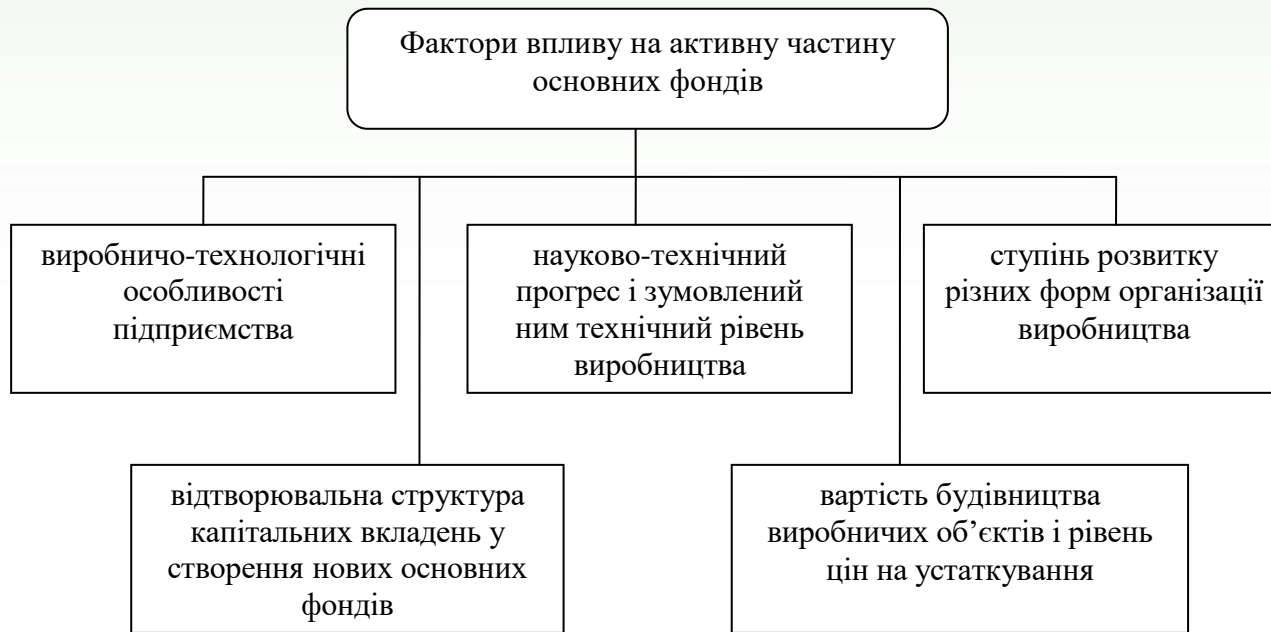 Фактори впливу на активну частину
основних фондів
виробничо-технологічні
особливості
підприємства
науково-технічний
прогрес і зумовлений
ним технічний рівень
виробництва
ступінь розвитку
різних форм організації
виробництва
відтворювальна структура
капітальних вкладень у
створення нових основних
фондів
вартість будівництва
виробничих об’єктів і рівень
цін на устаткування